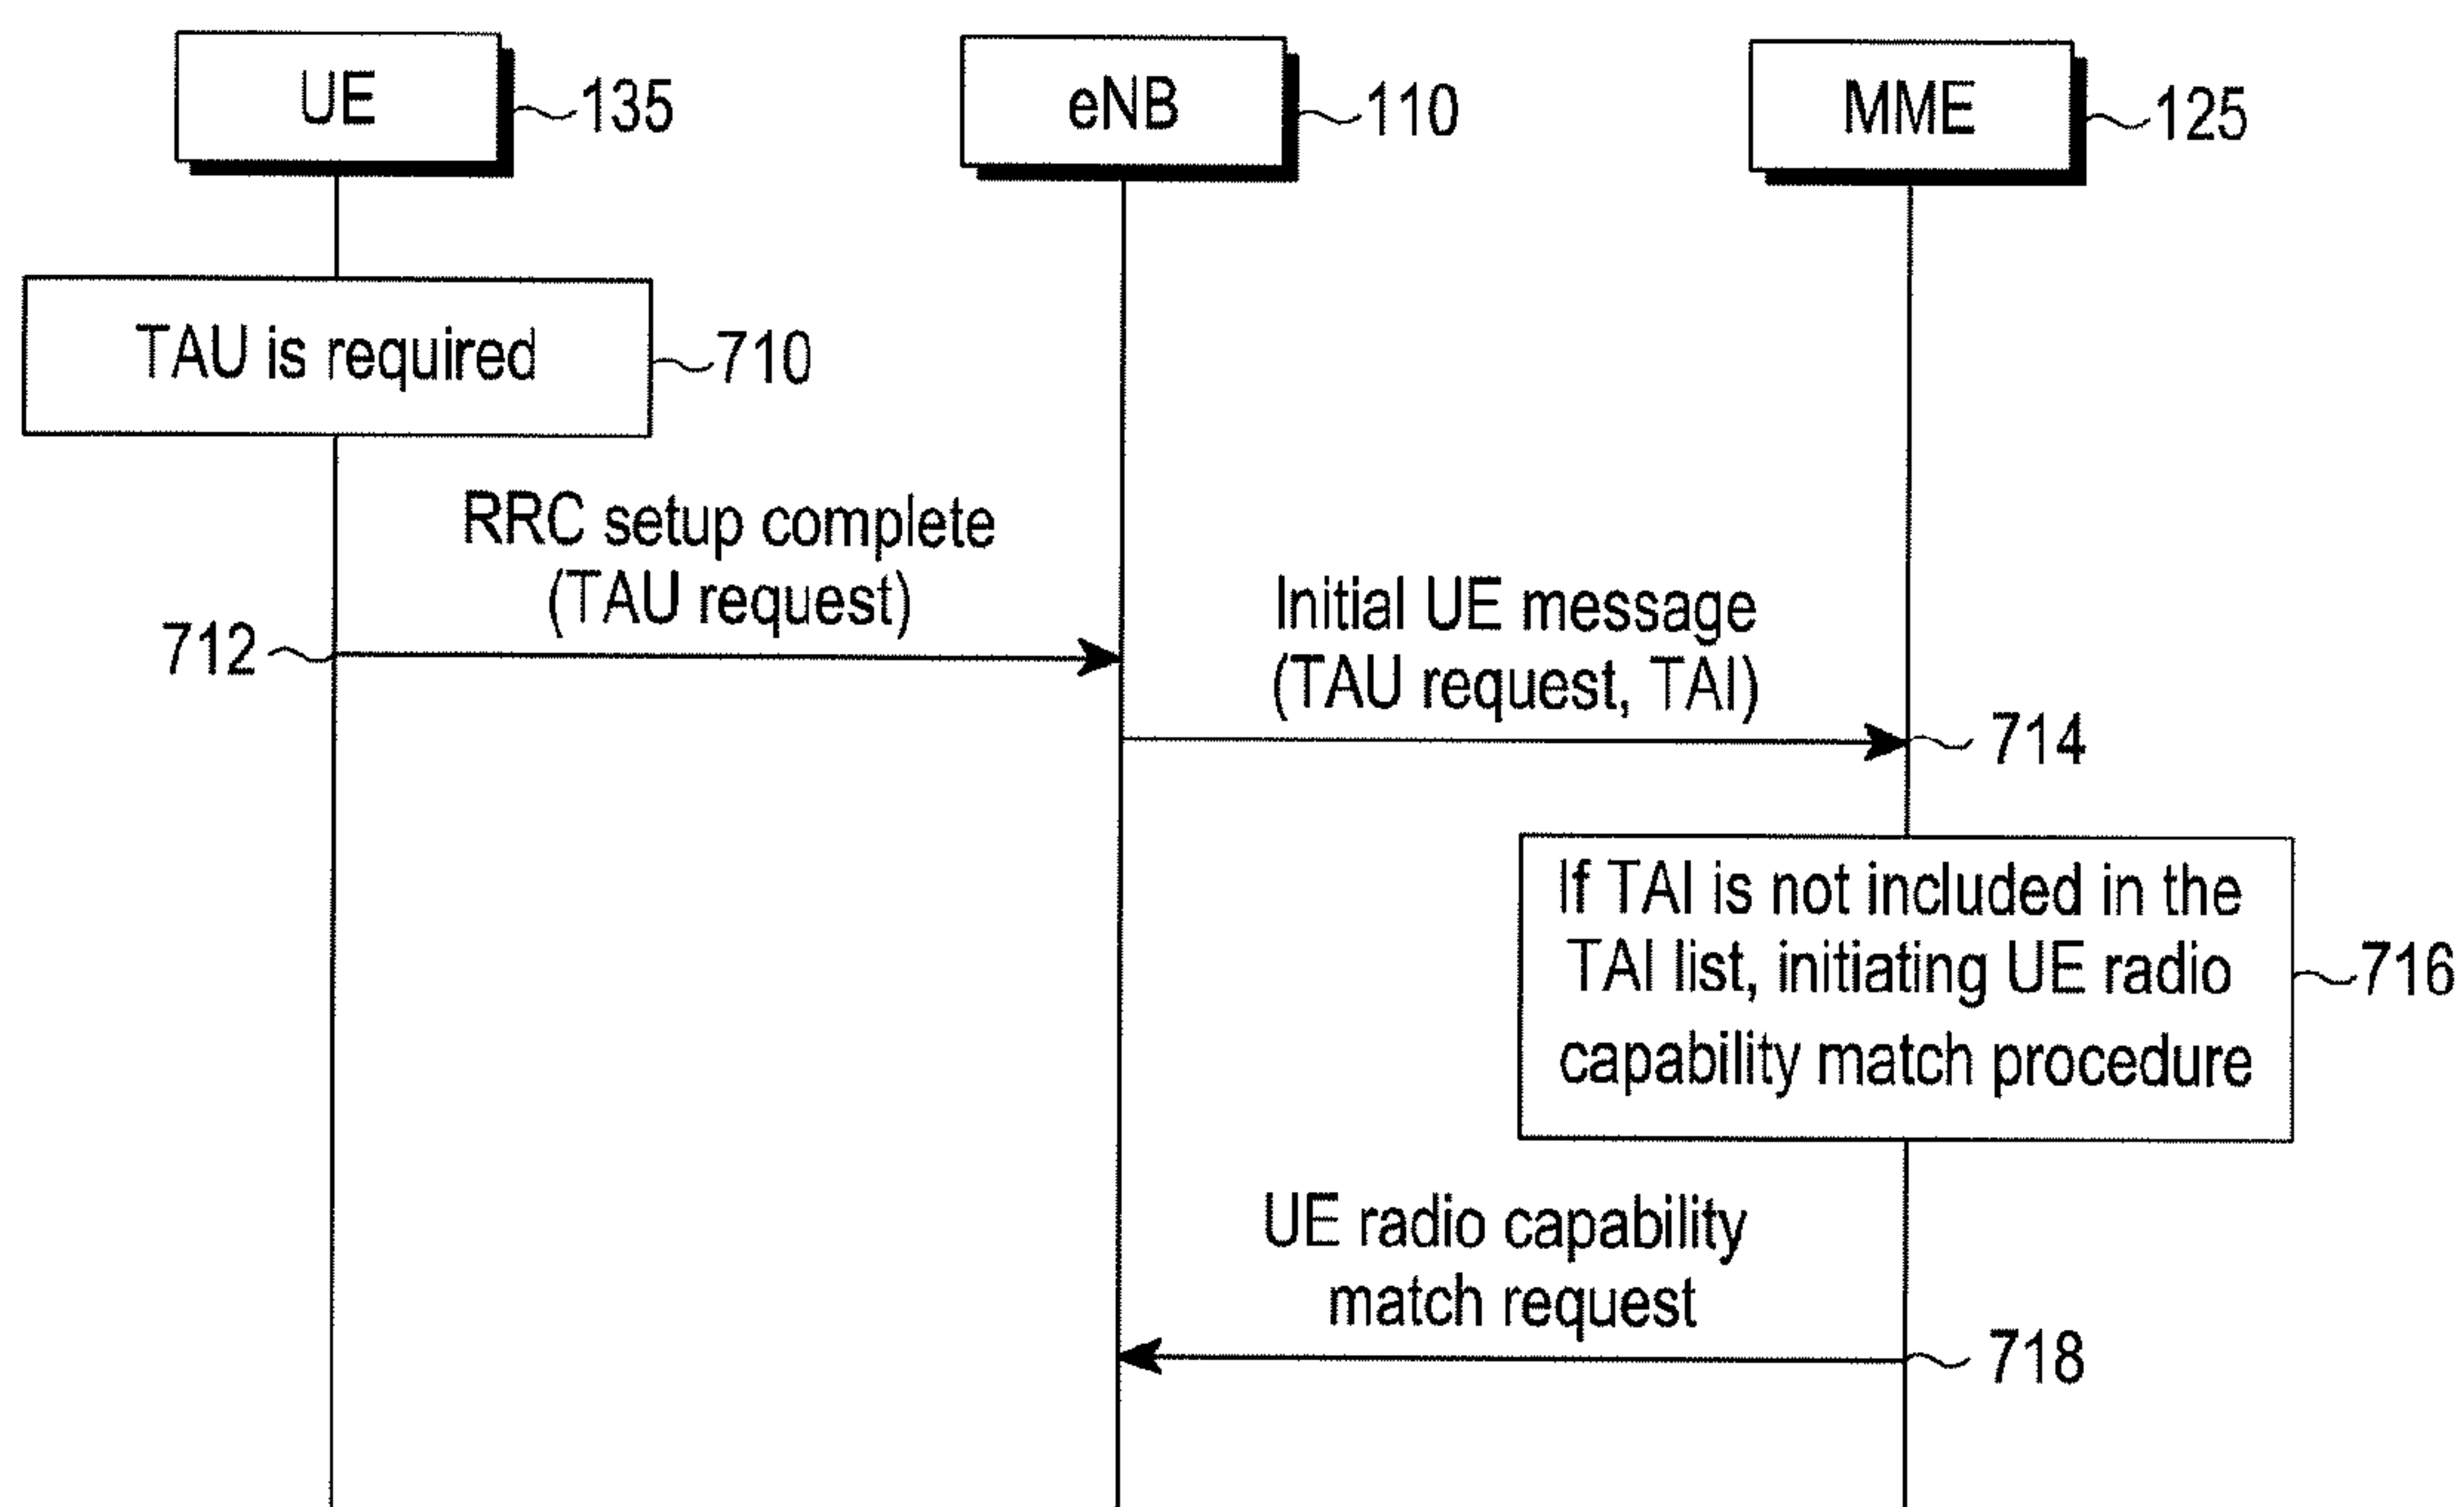 UE
135
eNB
110
MME
125
TAU is required
710
RRC setup complete
(TAU request)
712
Initial UE message
(TAU request, TAI)
714
If TAI is not included in the
TAI list, initiating UE radio
capability match procedure
716
UE radio capability
match request
718